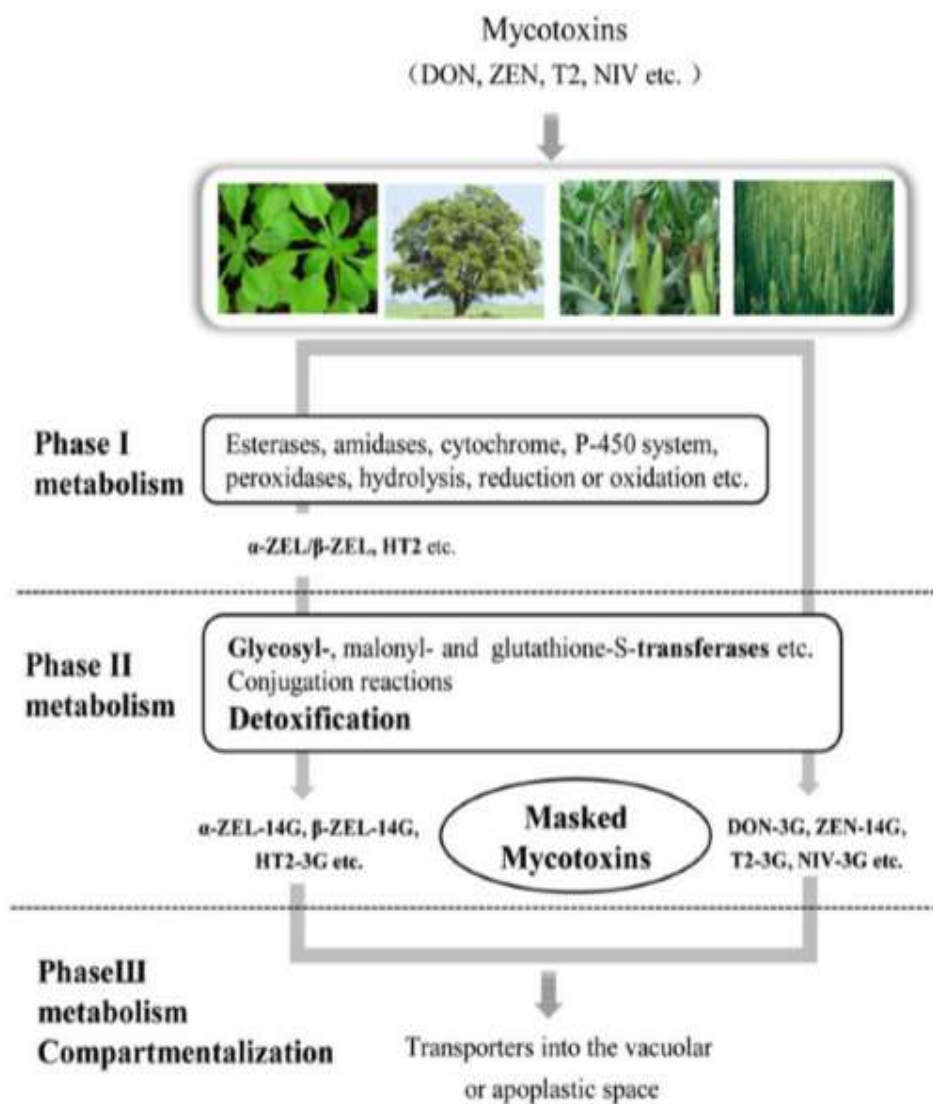 Mycotoxins
(DON, ZEN, T2, NIV etc. )
Phase I
metabolism
Esterases, amidases, cytochrome, P-450 system,
peroxidases, hydrolysis, reduction or oxidation etc.
α-ZEL/β-ZEL, HT2 etc.
Phase II
metabolism
Glycosyl-, malonyl- and glutathione-S-transferases etc.
Conjugation reactions
Detoxification
α-ZEL-14G, β-ZEL-14G,
HT2-3G etc.
Masked
Mycotoxins
DON-3G, ZEN-14G,
T2-3G, NIV-3G etc.
PhaseIII
metabolism
Compartmentalization
Transporters into the vacuolar
or apoplastic space